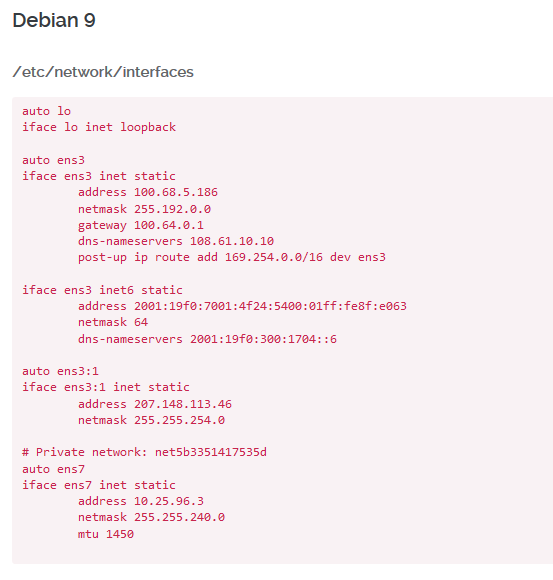 Debian 9
/etc/network/interfaces
auto lo
iface lo inet loopback
auto ens3
iface ens3 inet static
address 100.68.5.186
netmask 255.192.0.0
gateway 100.64.0.1
dns-nameservers 108.61.10.10
post-up ip route add 169.254.0.0/16 dev ens3
iface ens3 inet6 static
address 2001:19f0:7001:4f24:5400:01ff:fe8f:e063
netmask 64
dns-nameservers 2001:19f0:300:1704::6
auto ens3:1
iface ens3:1 inet static
address 207.148.113.46
netmask 255.255.254.0
# Private network: net5b3351417535d
auto ens7
iface ens7 inet static
address 10.25.96.3
netmask 255.255.240.0
mtu 1450